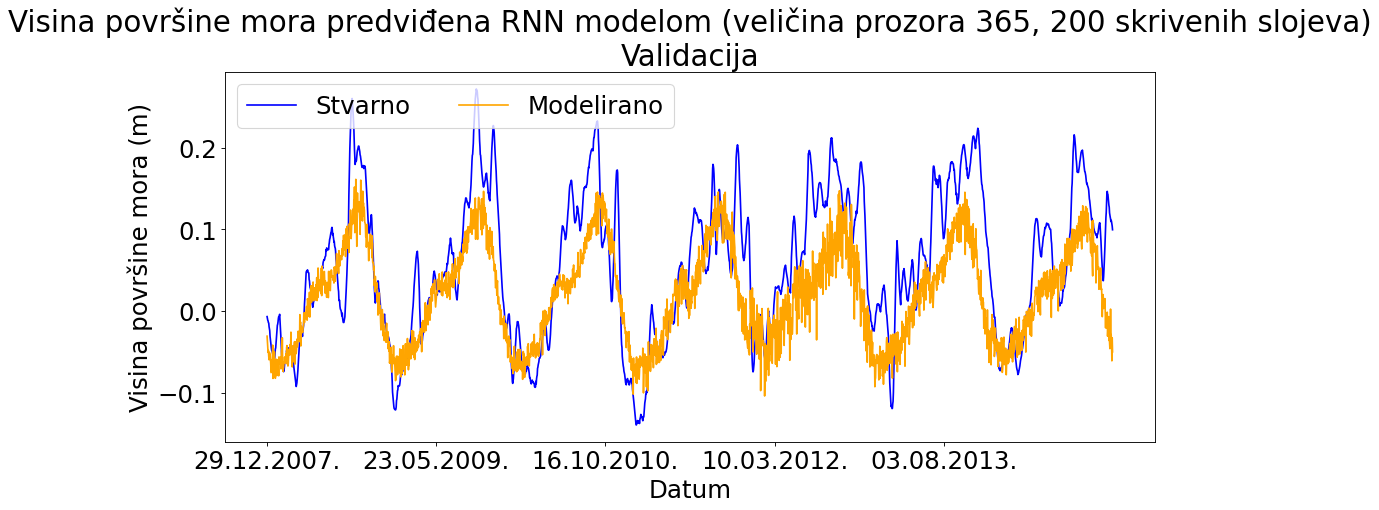 Visina površine mora predviđena RNN modelom (veličina prozora 365, 200 skrivenih slojeva)
Validacija
Stvarno Modelirano
Visina površine mora (m)
0.2
0.1
0.0
−0.1
29.12.2007. 23.05.2009. 16.10.2010. 10.03.2012. 03.08.2013.
Datum